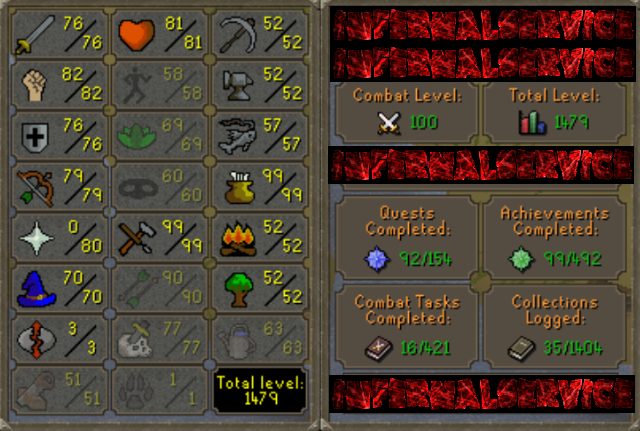 76/76 81/81 52/52
82/82 58/58 52/52
76/76 69/69 57/57
79/79 60/60 99/99
0/80 99/99 52/52
70/70 90/90 52/52
3/3 77/77 63/63
51/51 1/1 Total level:
1479
INFERNALSERVICE
INFERNALSERVICE
Combat Level: Total Level:
100 1479
INFERNALSERVICE
Quests Achievements
Completed: Completed:
92/154 99/492
Combat Tasks Collections
Completed: Logged:
16/421 35/1404
INFERNALSERVICE